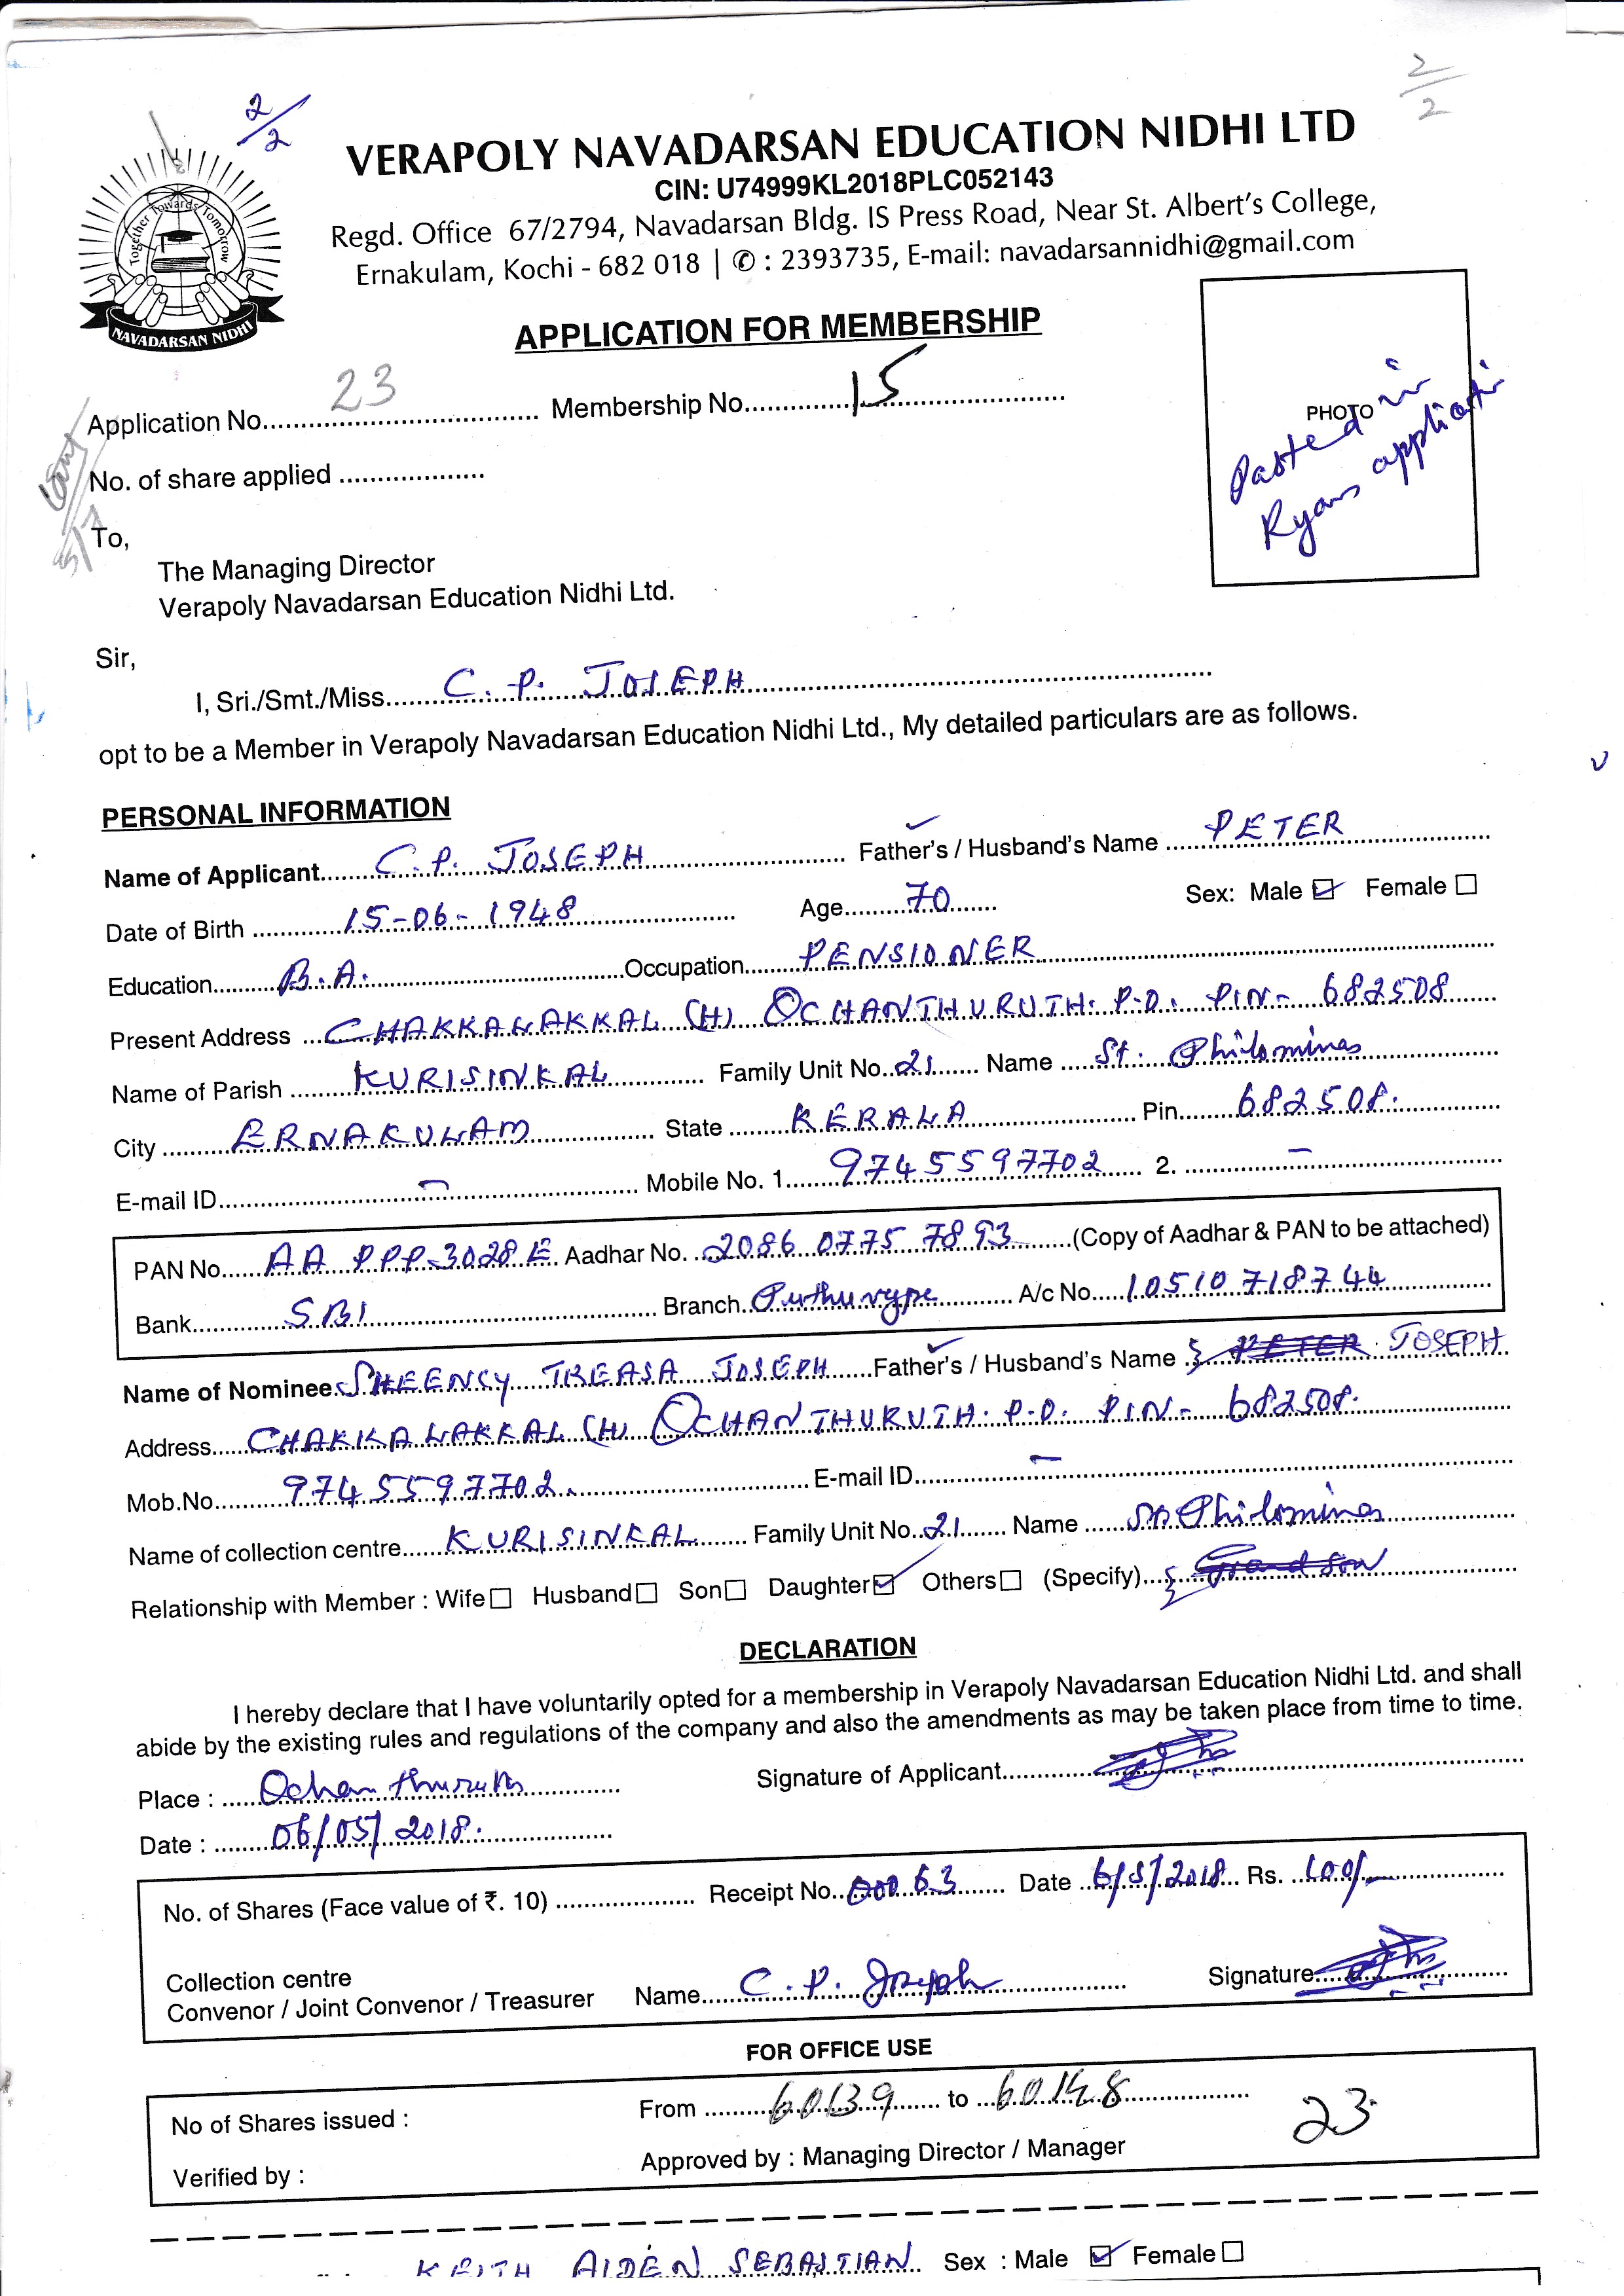 2/2
2/2
VERAPOLY NAVADARSAN EDUCATION NIDHI LTD
CIN: U74999KL2018PLC052143
Regd. Office 67/2794, Navadarsan Bldg. IS Press Road, Near St. Albert's College,
Ernakulam, Kochi - 682 018 | ✆ : 2393735, E-mail: navadarsannidhi@gmail.com
Together Towards Tomorrow
NAVADARSAN NIDHI
APPLICATION FOR MEMBERSHIP
Application No. 23 Membership No. 15
No. of share applied
PHOTO
Pasted in
Ryans
To,
The Managing Director
Verapoly Navadarsan Education Nidhi Ltd.
Sir,
I, Sri./Smt./Miss. C. P. JOSEPH
opt to be a Member in Verapoly Navadarsan Education Nidhi Ltd., My detailed particulars are as follows.
PERSONAL INFORMATION
Name of Applicant C. P. JOSEPH Father's / Husband's Name PETER
Date of Birth 15-06-1948 Age 70 Sex: Male Female
Education B.A. Occupation PENSIONER
Present Address CHAKKALAKKAL (H) OCHANTHURUTH. P.O. PIN- 682508
Name of Parish KURISINKAL Family Unit No. 21 Name St. Philominas
City ERNAKULAM State KERALA Pin 682508.
E-mail ID – Mobile No. 1 9745597702 2. –
PAN No. AA PPP 3028 E Aadhar No. 2086 0775 7893 (Copy of Aadhar & PAN to be attached)
Bank SBI Branch Puthuvype A/c No. 10510718744
Name of Nominee SHEENCY TREASA JOSEPH Father's / Husband's Name PETER JOSEPH
Address CHAKKALAKKAL (H) OCHANTHURUTH. P.O. PIN- 682508.
Mob.No. 9745597702. E-mail ID –
Name of collection centre KURISINKAL Family Unit No. 21 Name St Philominas
Relationship with Member : Wife Husband Son Daughter Others (Specify) Grand son
DECLARATION
I hereby declare that I have voluntarily opted for a membership in Verapoly Navadarsan Education Nidhi Ltd. and shall
abide by the existing rules and regulations of the company and also the amendments as may be taken place from time to time.
Place : Ochanthuruth Signature of Applicant
Date : 06/05/2018.
No. of Shares (Face value of ₹. 10) Receipt No. 00063 Date 6/5/2018 Rs. 100/-
Collection centre
Convenor / Joint Convenor / Treasurer Name C. P. Joseph Signature
FOR OFFICE USE
No of Shares issued : From 60139 to 60148 23
Verified by : Approved by : Managing Director / Manager
KEITH AIDEN SEBASTIAN Sex : Male Female